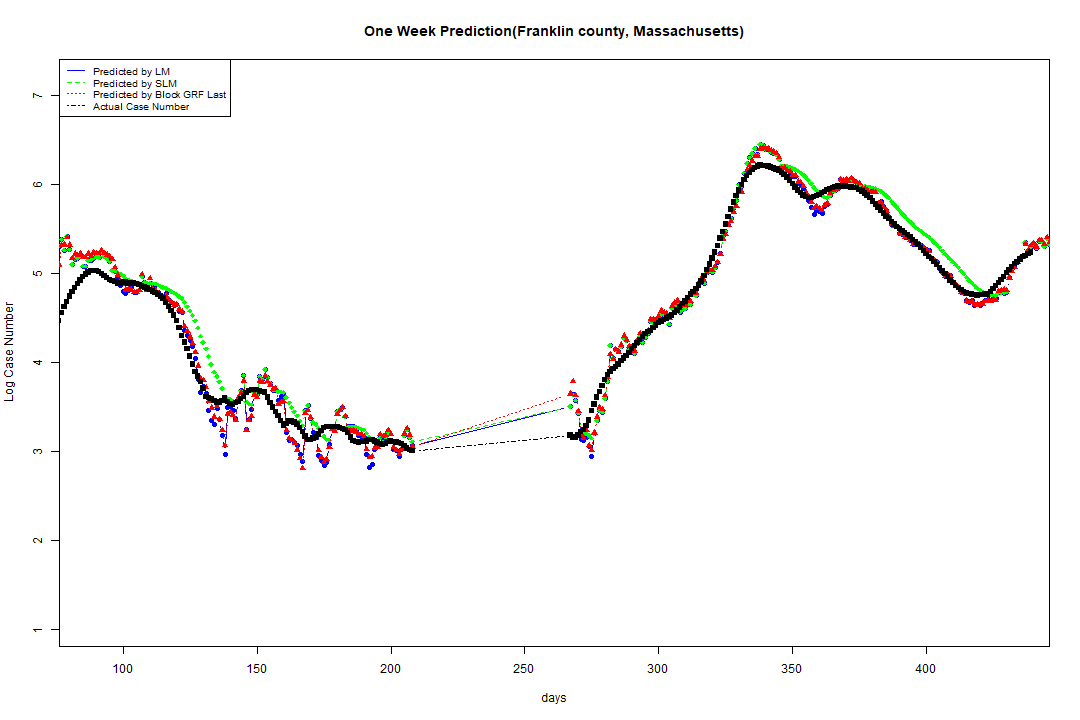 One Week Prediction(Franklin county, Massachusetts)
Predicted by LM
Predicted by SLM
Predicted by Block GRF Last
Actual Case Number
7
6
5
4
3
2
1
Log Case Number
100 150 200 250 300 350 400
days